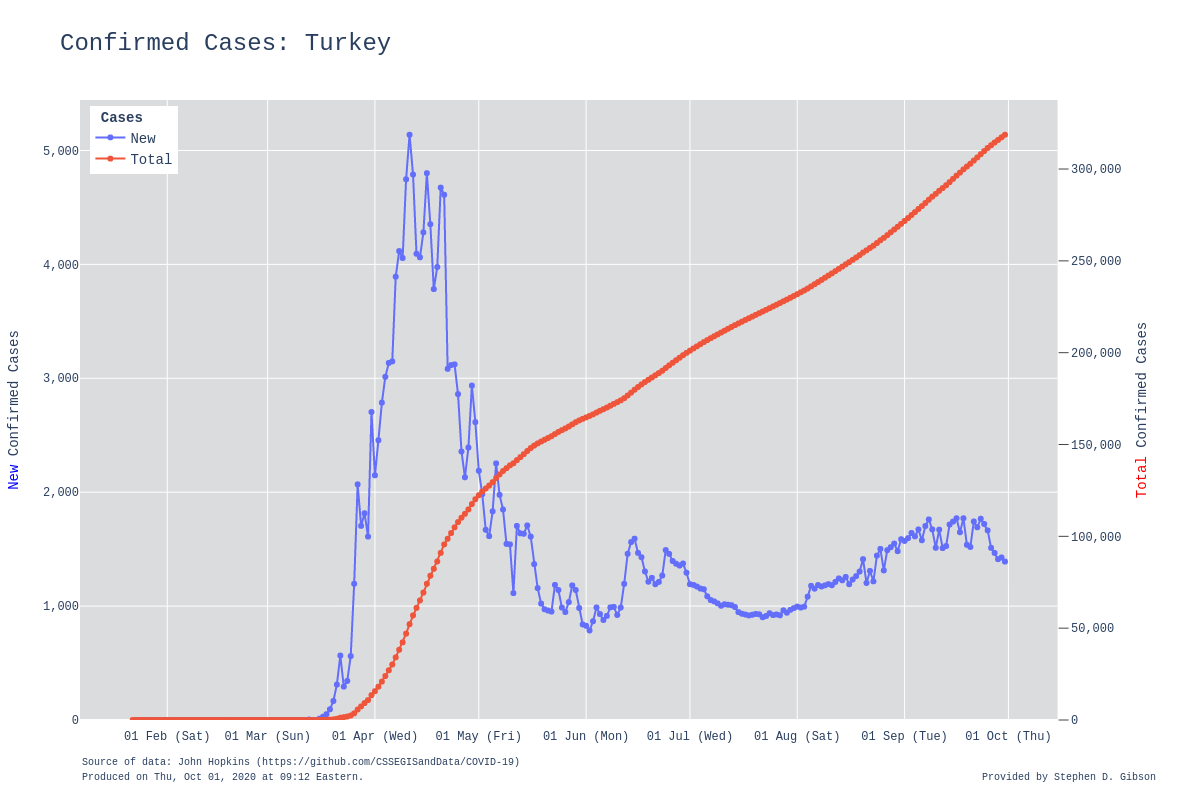 Confirmed Cases: Turkey
Cases
New
Total
5,000
4,000
3,000
2,000
1,000
0
New Confirmed Cases
300,000
250,000
200,000
150,000
100,000
50,000
0
Total Confirmed Cases
01 Feb (Sat) 01 Mar (Sun) 01 Apr (Wed) 01 May (Fri) 01 Jun (Mon) 01 Jul (Wed) 01 Aug (Sat) 01 Sep (Tue) 01 Oct (Thu)
Source of data: John Hopkins (https://github.com/CSSEGISandData/COVID-19)
Produced on Thu, Oct 01, 2020 at 09:12 Eastern.
Provided by Stephen D. Gibson